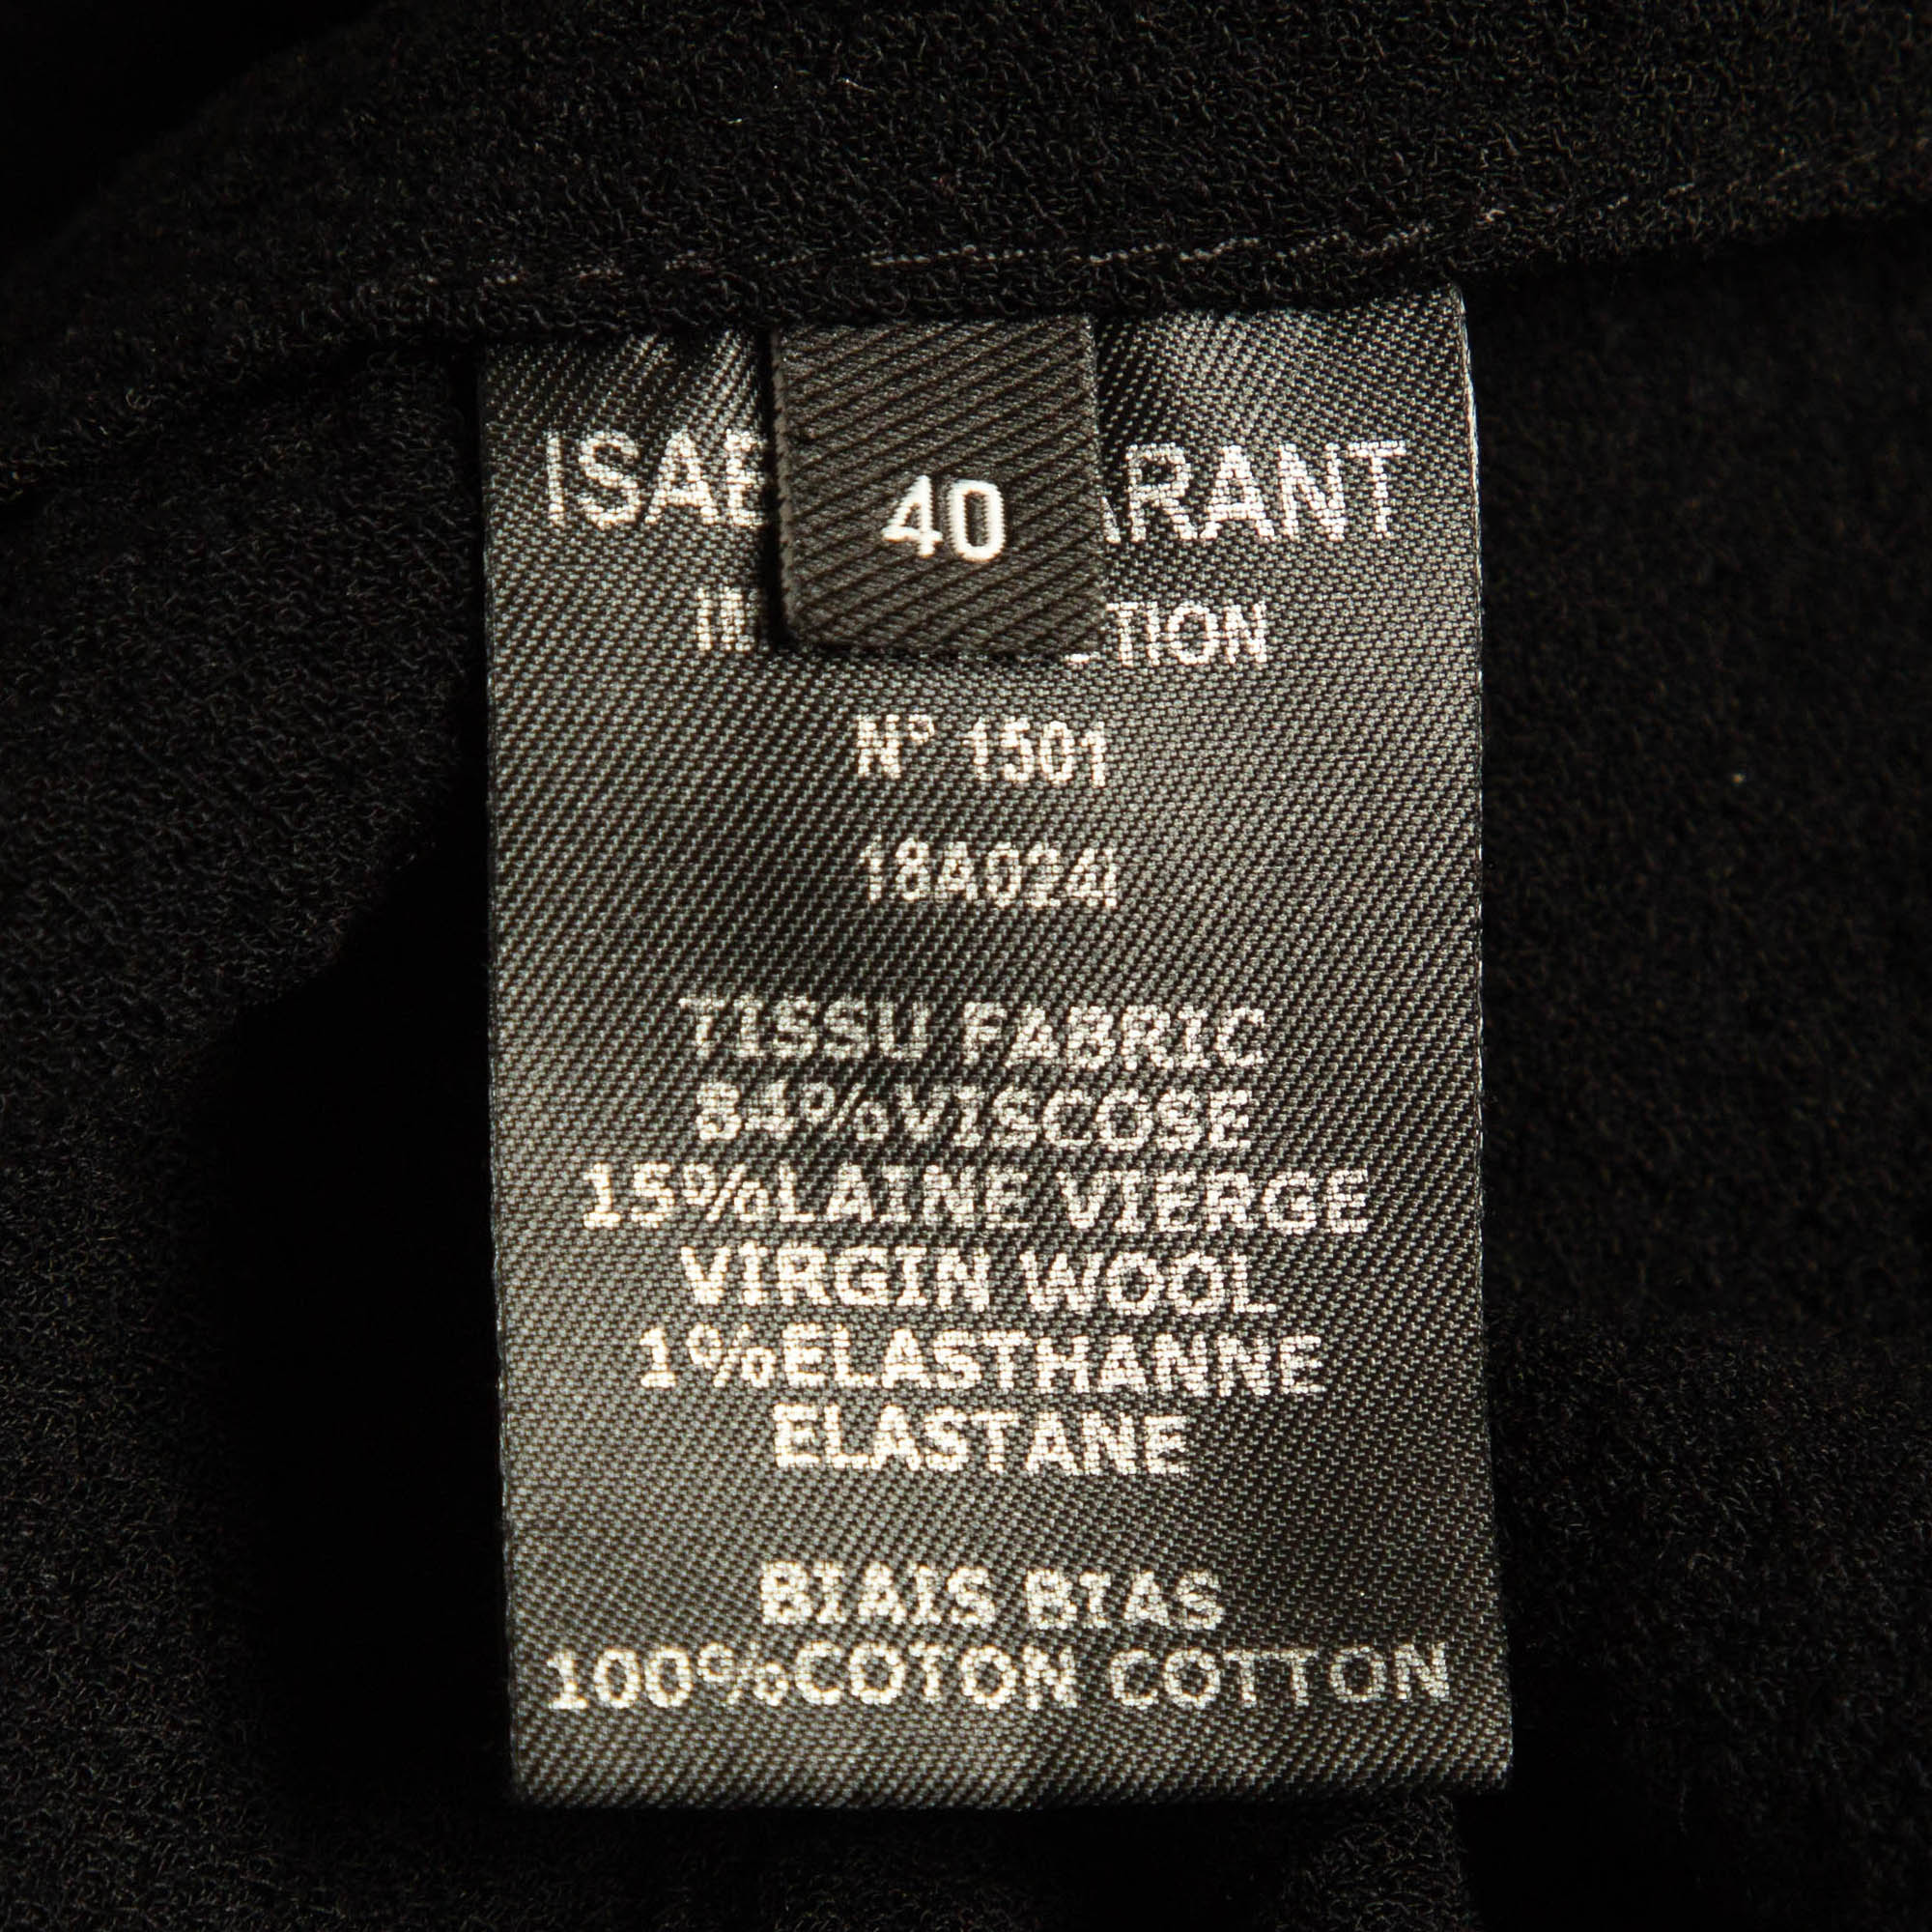 40
N° 1501
18A024I
TISSU FABRIC
84%VISCOSE
15%LAINE VIERGE
VIRGIN WOOL
1%ELASTHANNE
ELASTANE
BIAIS BIAS
100%COTON COTTON